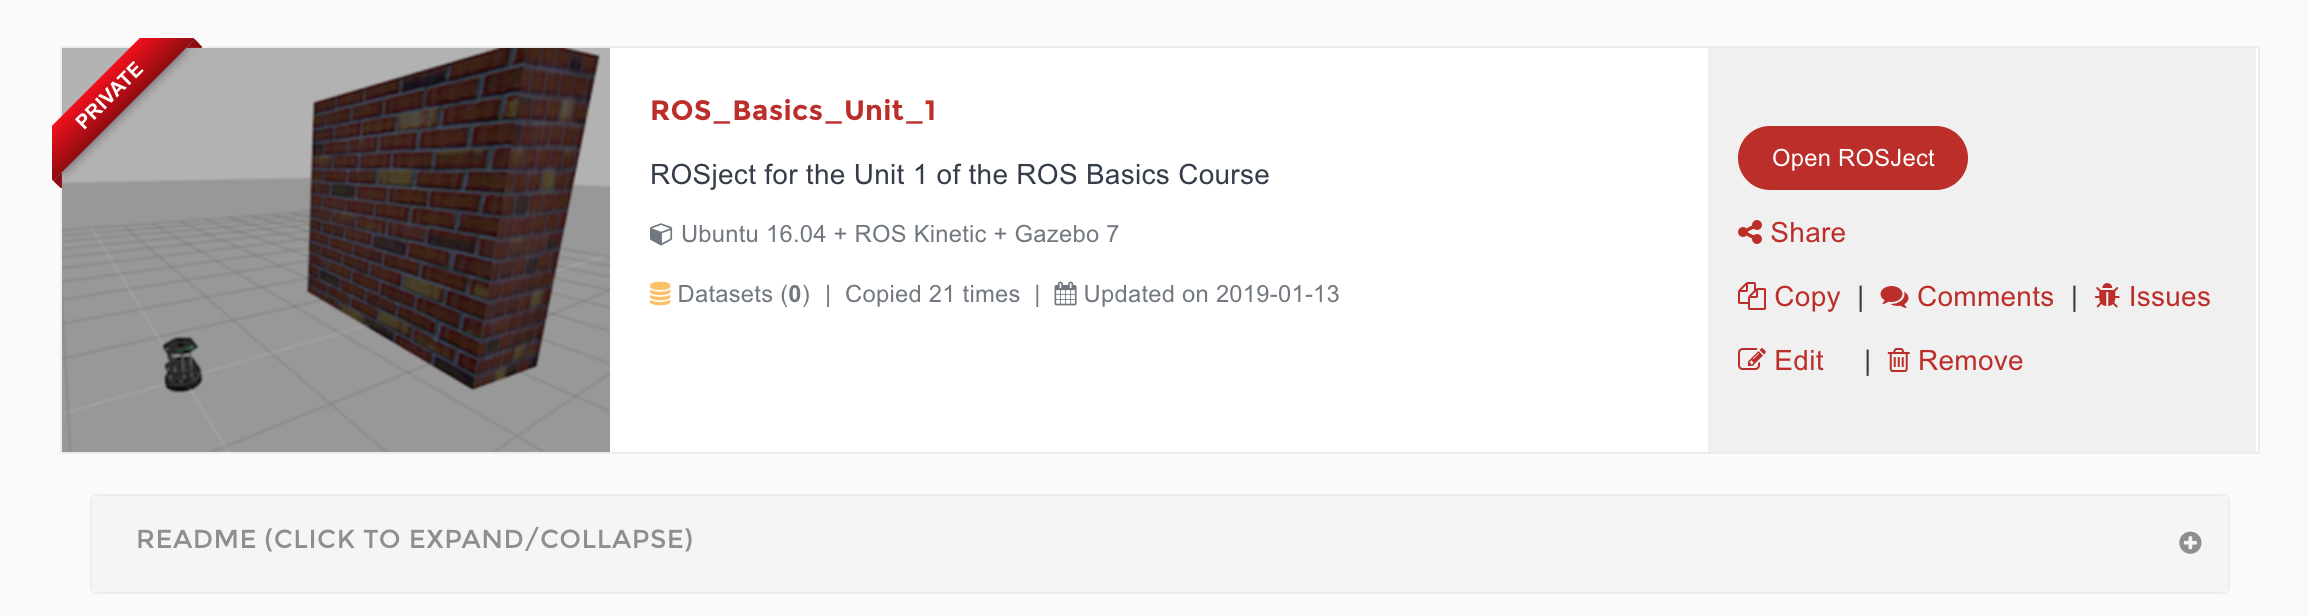 PRIVATE
ROS_Basics_Unit_1
ROSject for the Unit 1 of the ROS Basics Course
Ubuntu 16.04 + ROS Kinetic + Gazebo 7
Datasets (0) | Copied 21 times | Updated on 2019-01-13
Open ROSJect
Share
Copy | Comments | Issues
Edit | Remove
README (CLICK TO EXPAND/COLLAPSE)